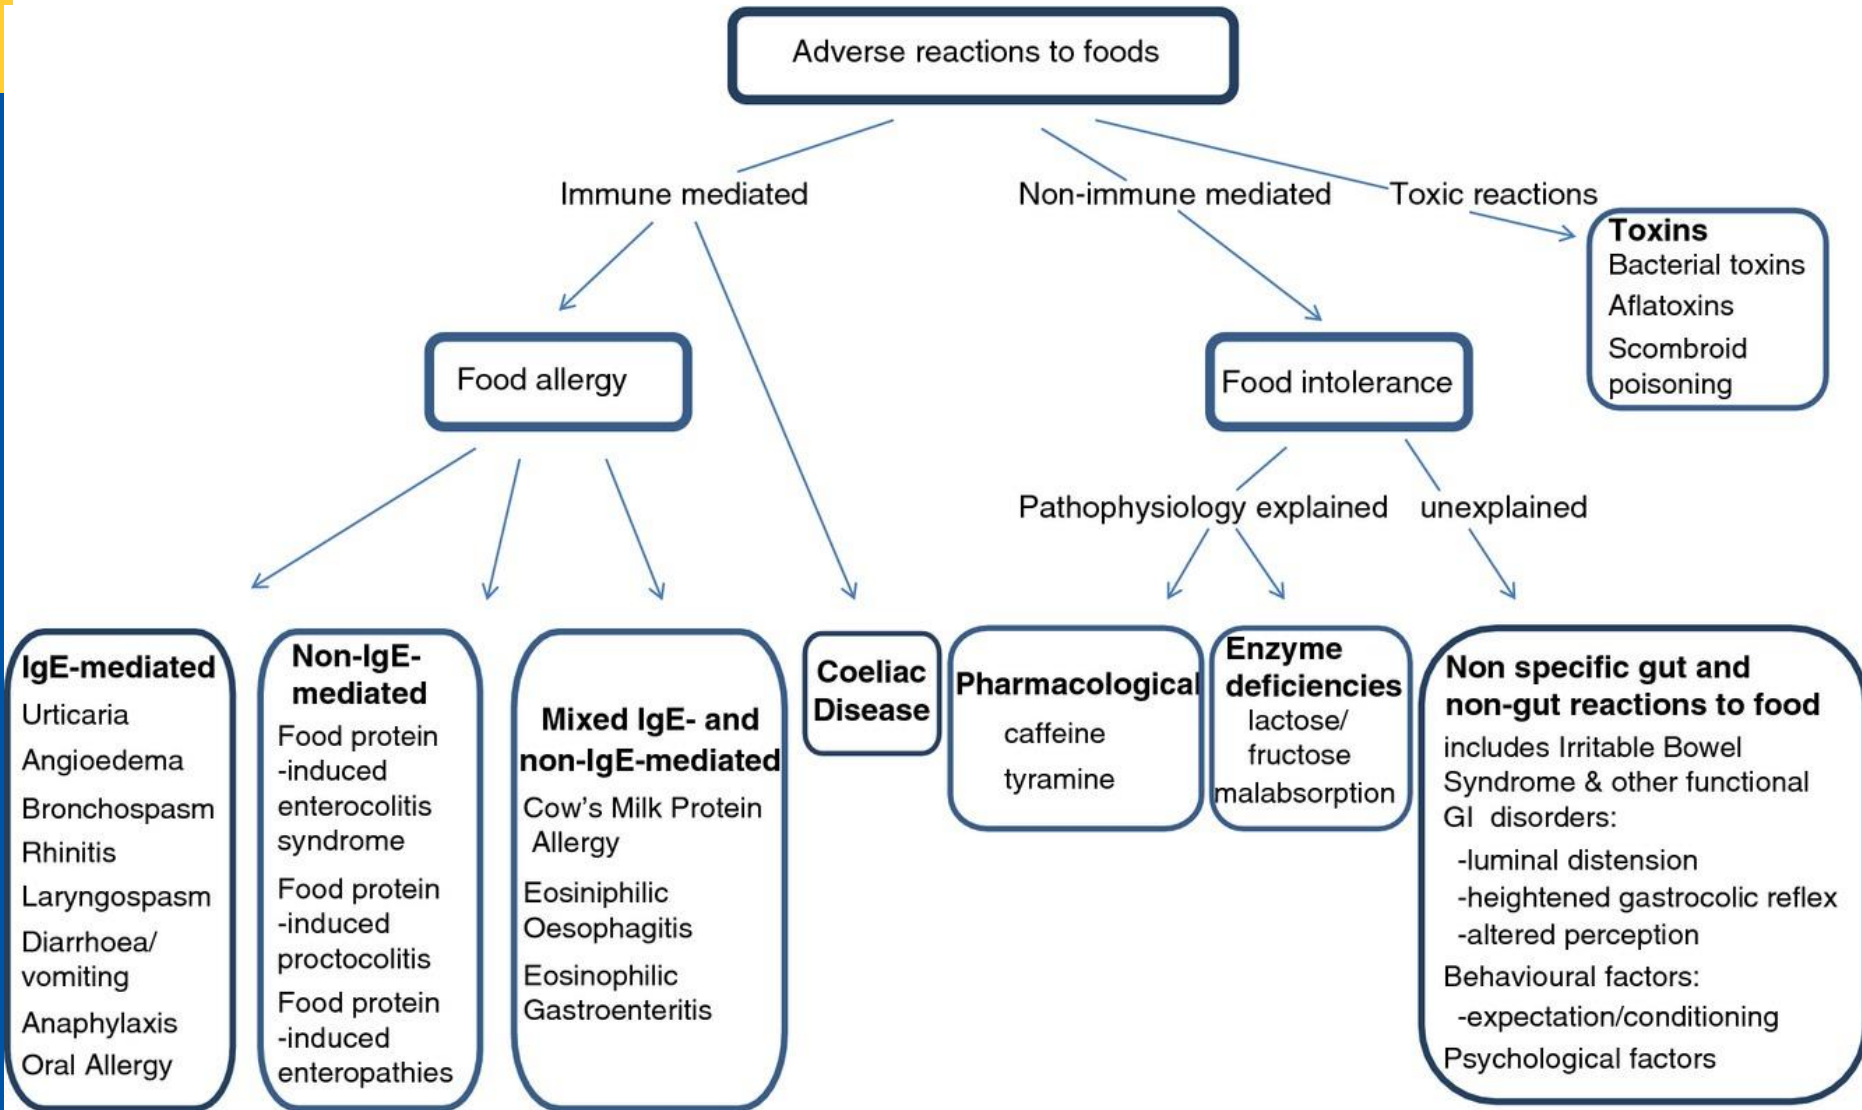 Adverse reactions to foods
Immune mediated
Non-immune mediated
Toxic reactions
Toxins
Bacterial toxins
Aflatoxins
Scombroid
poisoning
Food allergy
Food intolerance
Pathophysiology explained
unexplained
IgE-mediated
Urticaria
Angioedema
Bronchospasm
Rhinitis
Laryngospasm
Diarrhoea/
vomiting
Anaphylaxis
Oral Allergy
Non-IgE-
mediated
Food protein
-induced
enterocolitis
syndrome
Food protein
-induced
proctocolitis
Food protein
-induced
enteropathies
Mixed IgE- and
non-IgE-mediated
Cow's Milk Protein
Allergy
Eosiniphilic
Oesophagitis
Eosinophilic
Gastroenteritis
Coeliac
Disease
Pharmacological
caffeine
tyramine
Enzyme
deficiencies
lactose/
fructose
malabsorption
Non specific gut and
non-gut reactions to food
includes Irritable Bowel
Syndrome & other functional
GI disorders:
-luminal distension
-heightened gastrocolic reflex
-altered perception
Behavioural factors:
-expectation/conditioning
Psychological factors